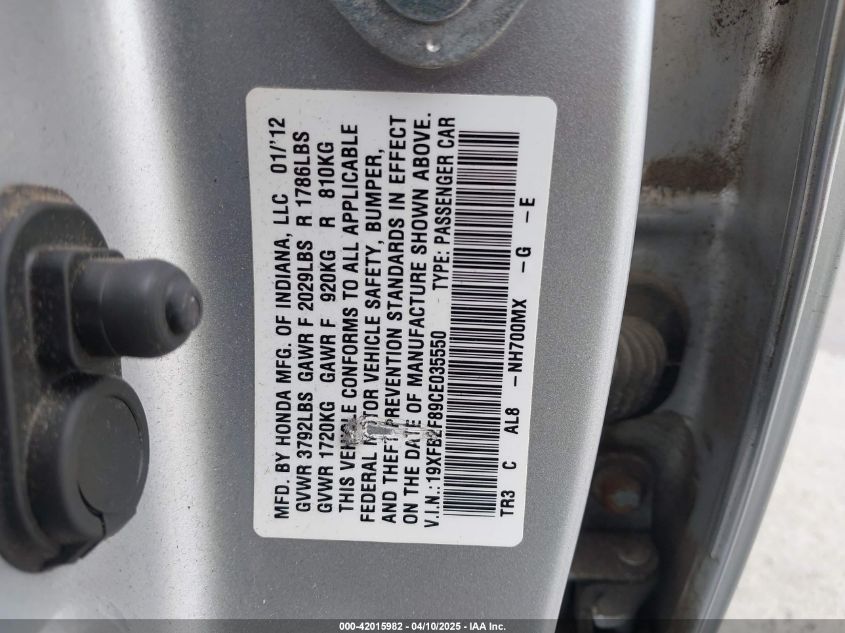 MFD. BY HONDA MFG. OF INDIANA, LLC 01/'12
GVWR 3792LBS GAWR F 2029LBS R 1786LBS
GVWR 1720KG GAWR F 920KG R 810KG
THIS VEHICLE CONFORMS TO ALL APPLICABLE
FEDERAL MOTOR VEHICLE SAFETY, BUMPER,
AND THEFT PREVENTION STANDARDS IN EFFECT
ON THE DATE OF MANUFACTURE SHOWN ABOVE.
V.I.N.:19XFB2F89CE035550 TYPE: PASSENGER CAR
TR3 C AL8 -NH700MX -G -E
000-42015982 - 04/10/2025 - IAA Inc.